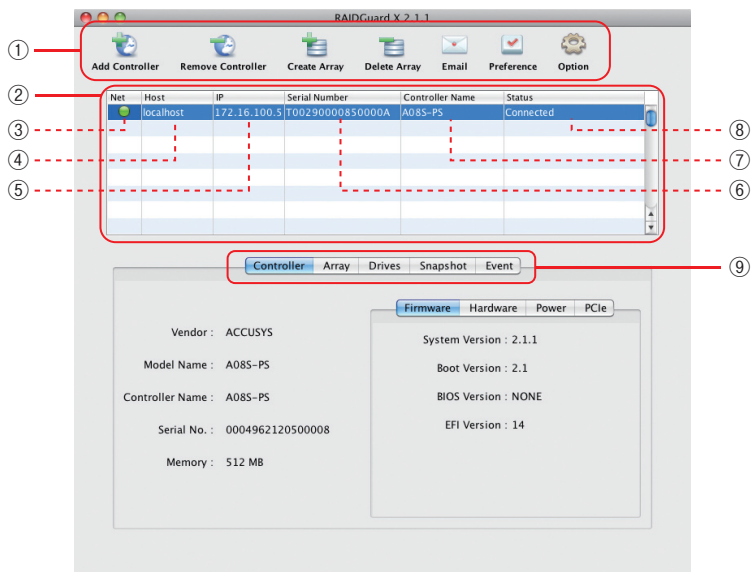 RAIDGuard X 2.1.1
①
Add Controller Remove Controller Create Array Delete Array Email Preference Option
②
Net Host IP Serial Number Controller Name Status
localhost 172.16.100.5 T00290000850000A A08S-PS Connected
③
⑧
④
⑦
⑤
⑥
Controller Array Drives Snapshot Event
⑨
Firmware Hardware Power PCIe
Vendor : ACCUSYS
System Version : 2.1.1
Model Name : A08S-PS
Boot Version : 2.1
Controller Name : A08S-PS
BIOS Version : NONE
Serial No. : 0004962120500008
EFI Version : 14
Memory : 512 MB